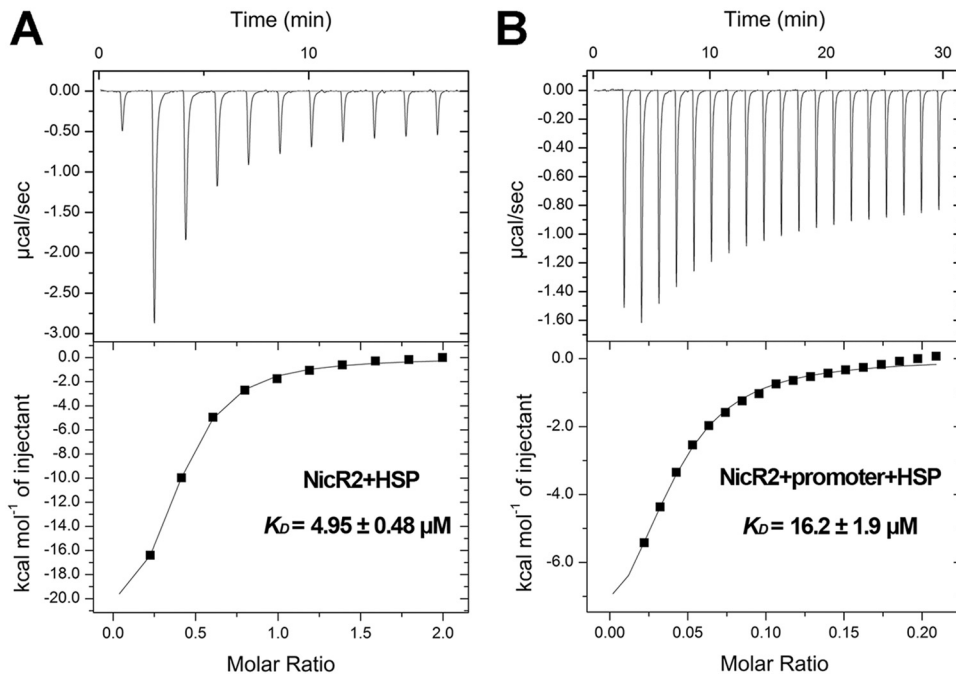 A
Time (min)
0 10
0.00
-0.50
-1.00
-1.50
-2.00
-2.50
-3.00
µcal/sec
0.0
-2.0
-4.0
-6.0
-8.0
-10.0
-12.0
-14.0
-16.0
-18.0
-20.0
kcal mol⁻¹ of injectant
NicR2+HSP
KD = 4.95 ± 0.48 µM
0.0 0.5 1.0 1.5 2.0
Molar Ratio
B
Time (min)
0 10 20 30
0.00
-0.20
-0.40
-0.60
-0.80
-1.00
-1.20
-1.40
-1.60
µcal/sec
0.0
-2.0
-4.0
-6.0
kcal mol⁻¹ of injectant
NicR2+promoter+HSP
KD = 16.2 ± 1.9 µM
0.00 0.05 0.10 0.15 0.20
Molar Ratio